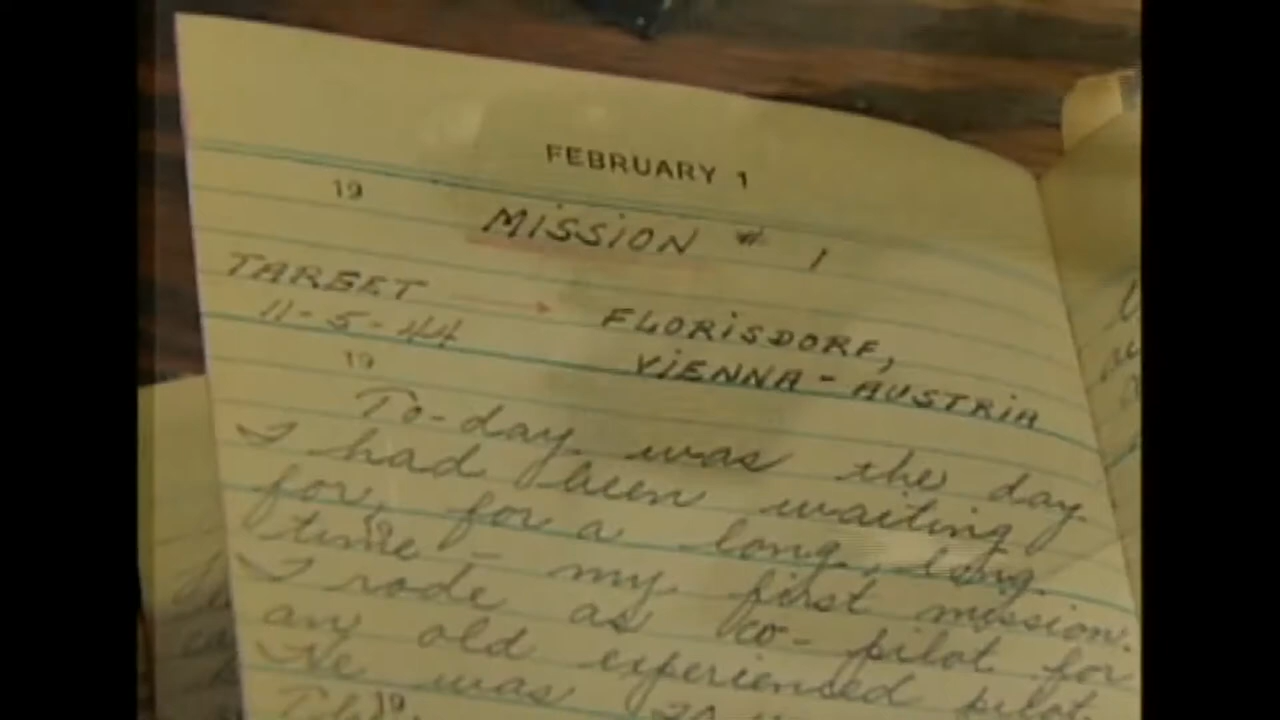 FEBRUARY 1
19
MISSION # 1
TARGET → FLORISDORF,
11-5-44 VIENNA - AUSTRIA
19
To-day was the day
I had been waiting
for, for a long, long
19
time - my first mission.
I rode as co-pilot for
an old experienced pilot.
He was
19